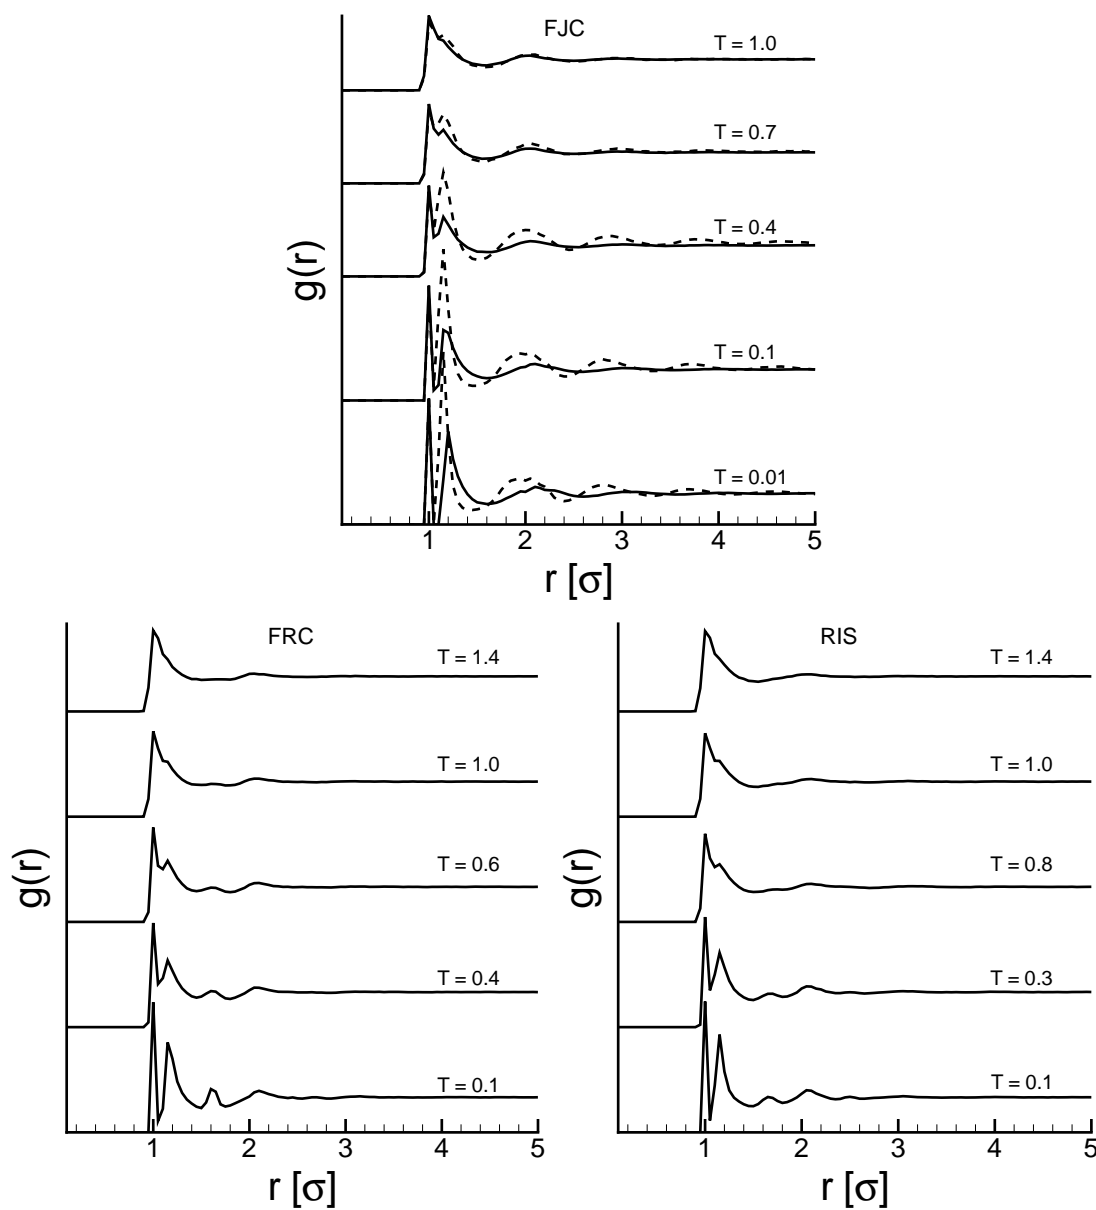 FJC
T = 1.0
T = 0.7
T = 0.4
T = 0.1
T = 0.01
g(r)
1 2 3 4 5
r [σ]
FRC
T = 1.4
T = 1.0
T = 0.6
T = 0.4
T = 0.1
g(r)
1 2 3 4 5
r [σ]
RIS
T = 1.4
T = 1.0
T = 0.8
T = 0.3
T = 0.1
g(r)
1 2 3 4 5
r [σ]